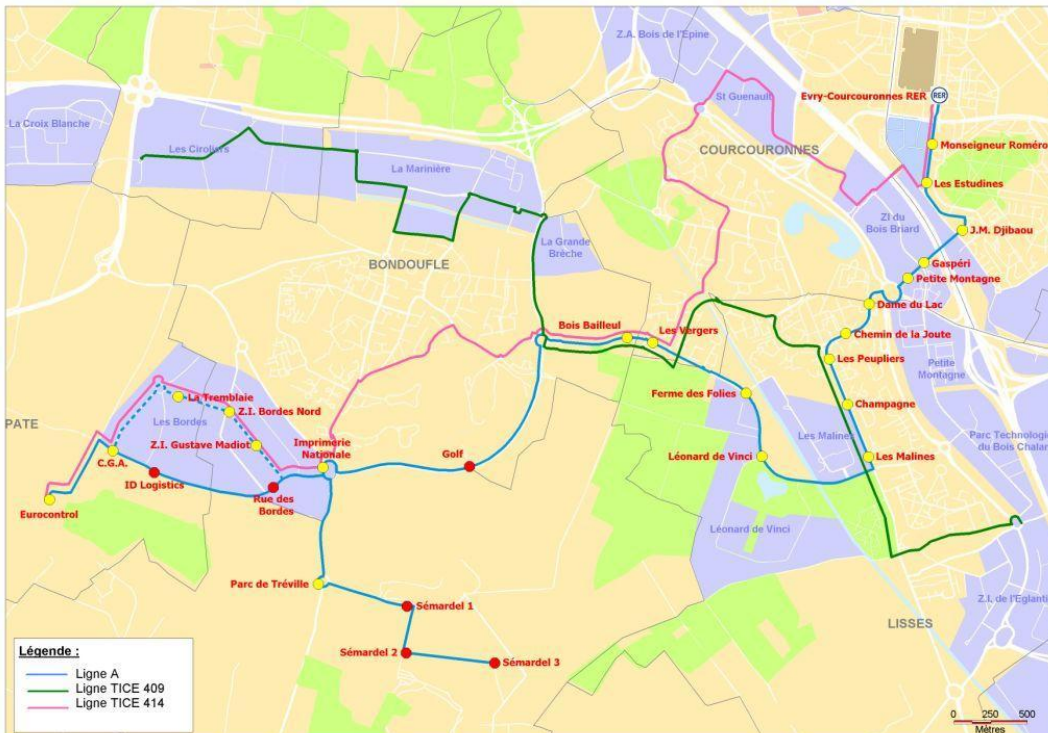 Z.A. Bois de l'Épine
St Guenault
Evry-Courcouronnes RER
RER
La Croix Blanche
Les Ciroliers
La Marinière
COURCOURONNES
Monseigneur Roméro
Les Estudines
ZI du
Bois Briard
J.M. Djibaou
La Grande
Brèche
BONDOUFLE
Gaspéri
Petite Montagne
Dame du Lac
Bois Bailleul
Les Vergers
Chemin de la Joute
Les Peupliers
Petite
Montagne
Ferme des Folies
Champagne
La Tremblaie
Z.I. Bordes Nord
PATE
Les Bordes
Z.I. Gustave Madiot
Imprimerie
Nationale
Les Malines
Parc Technolog
du Bois Chalan
C.G.A.
Golf
Léonard de Vinci
Les Malines
ID Logistics
Rue des
Bordes
Eurocontrol
Léonard de Vinci
Parc de Tréville
Sémardel 1
Z.I. de l'Eglanti
LISSES
Sémardel 2
Sémardel 3
Légende :
Ligne A
Ligne TICE 409
Ligne TICE 414
0 250 500
Mètres